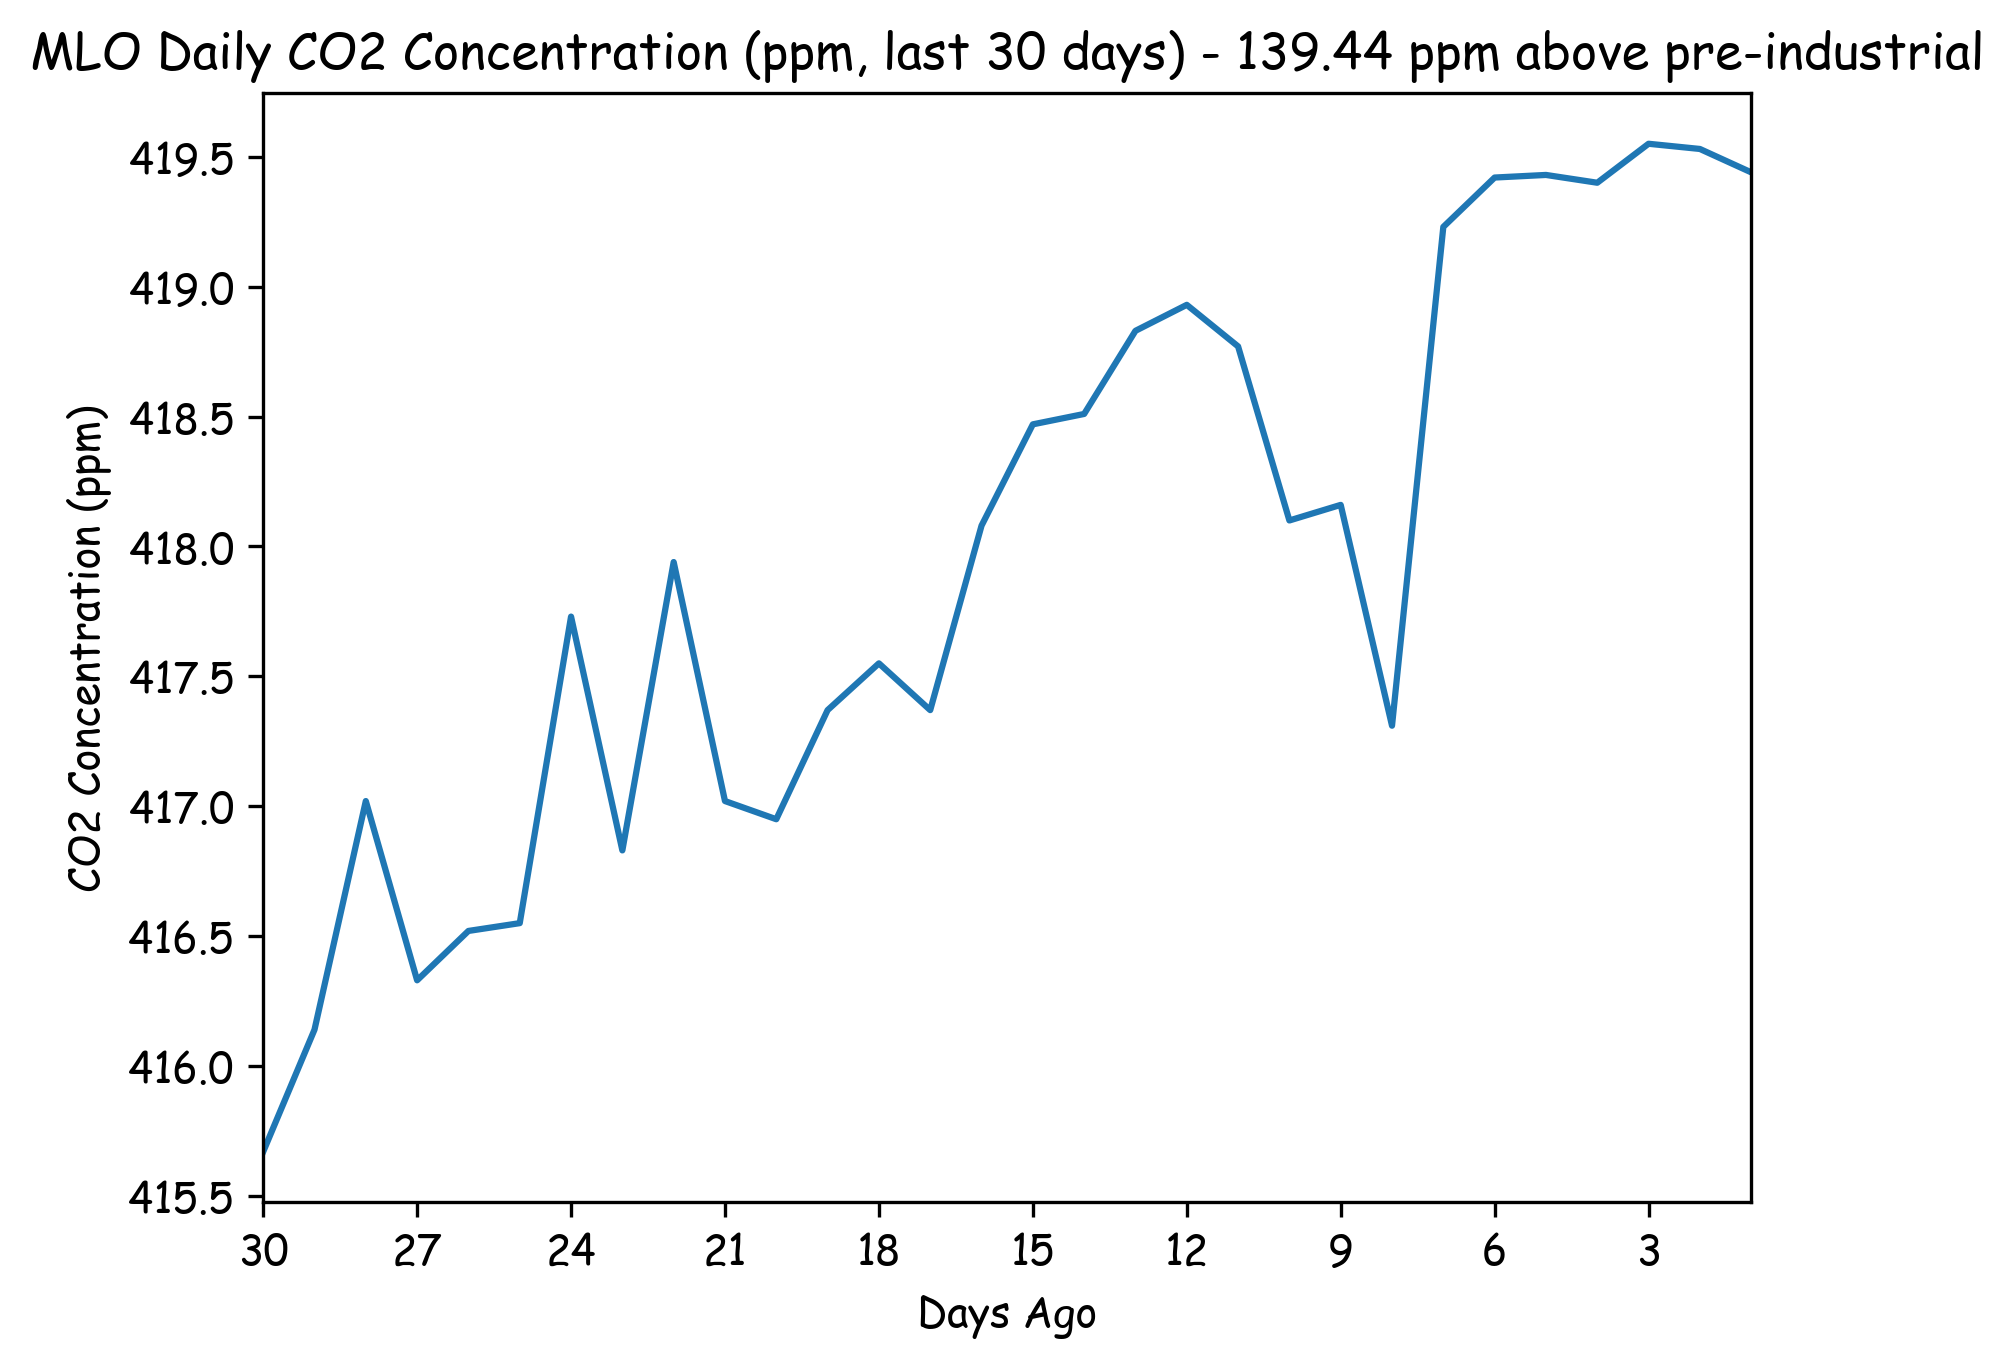 MLO Daily CO2 Concentration (ppm, last 30 days) - 139.44 ppm above pre-industrial
419.5
419.0
418.5
418.0
417.5
417.0
416.5
416.0
415.5
CO2 Concentration (ppm)
30 27 24 21 18 15 12 9 6 3
Days Ago